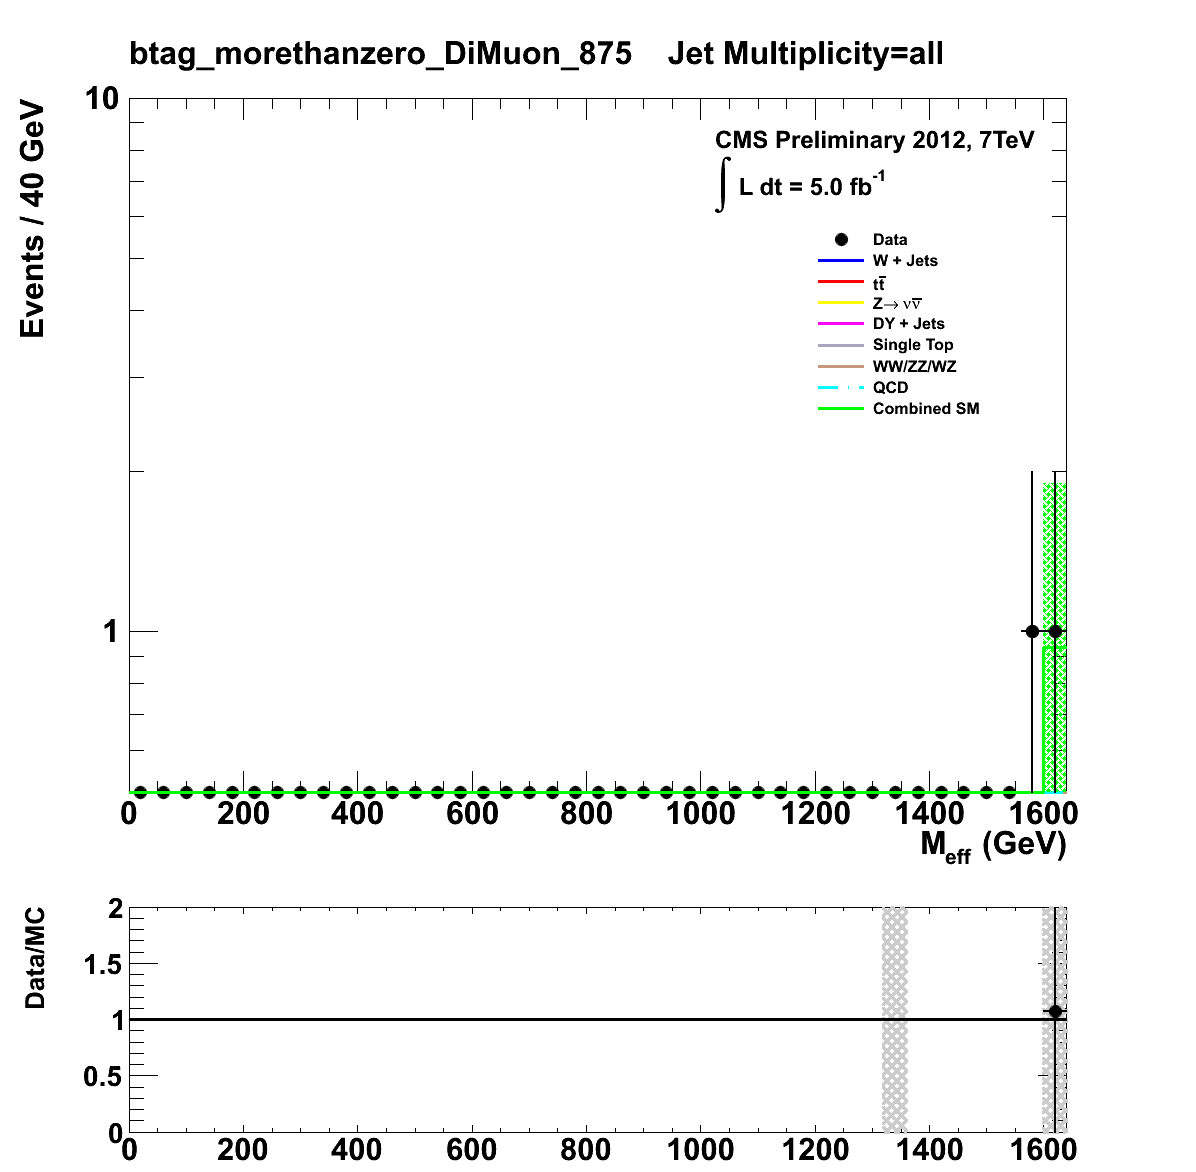 btag_morethanzero_DiMuon_875    Jet Multiplicity=all
Events / 40 GeV
10
1
CMS Preliminary 2012, 7TeV
∫ L dt = 5.0 fb⁻¹
Data
W + Jets
tt̅
Z→ νν̅
DY + Jets
Single Top
WW/ZZ/WZ
QCD
Combined SM
0 200 400 600 800 1000 1200 1400 1600
M_eff (GeV)
Data/MC
2
1.5
1
0.5
0
0 200 400 600 800 1000 1200 1400 1600